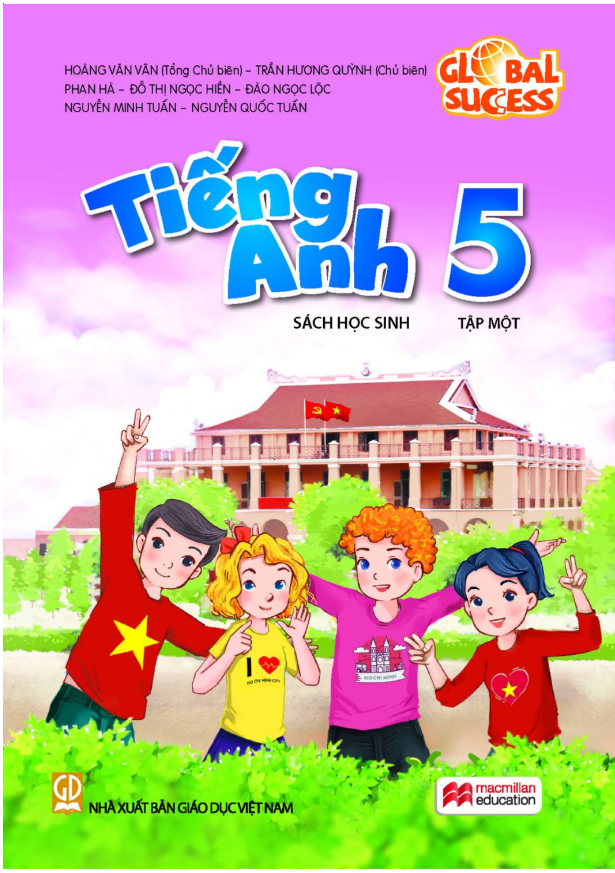 HOÀNG VĂN VÂN (Tổng Chủ biên) – TRẦN HƯƠNG QUỲNH (Chủ biên)
PHAN HÀ – ĐỖ THỊ NGỌC HIỀN – ĐÀO NGỌC LỘC
NGUYỄN MINH TUẤN – NGUYỄN QUỐC TUẤN
GLOBAL
SUCCESS
Tiếng
Anh 5
SÁCH HỌC SINH TẬP MỘT
I
HO CHI MINH CITY
HO CHI MINH
GD
NHÀ XUẤT BẢN GIÁO DỤC VIỆT NAM
macmillan
education